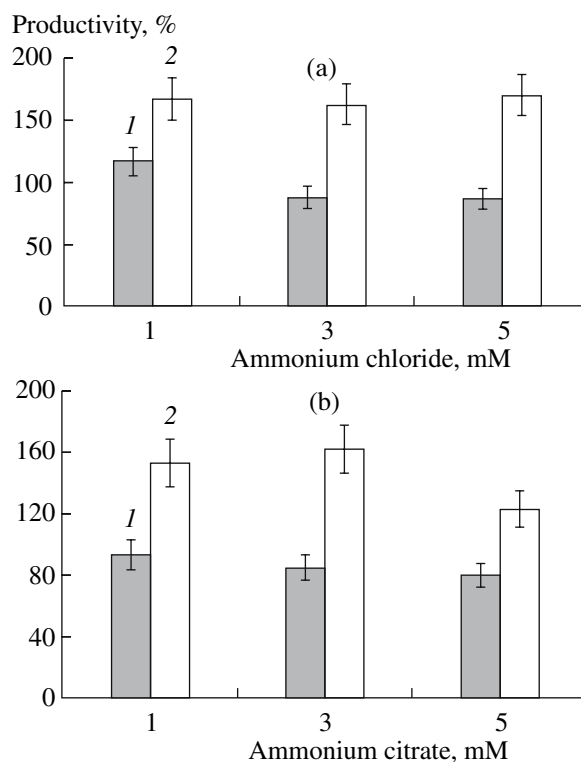 Productivity, %
200
2
(a)
150
1
100
50
0
1 3 5
Ammonium chloride, mM
200
2
(b)
160
120
1
80
40
0
1 3 5
Ammonium citrate, mM